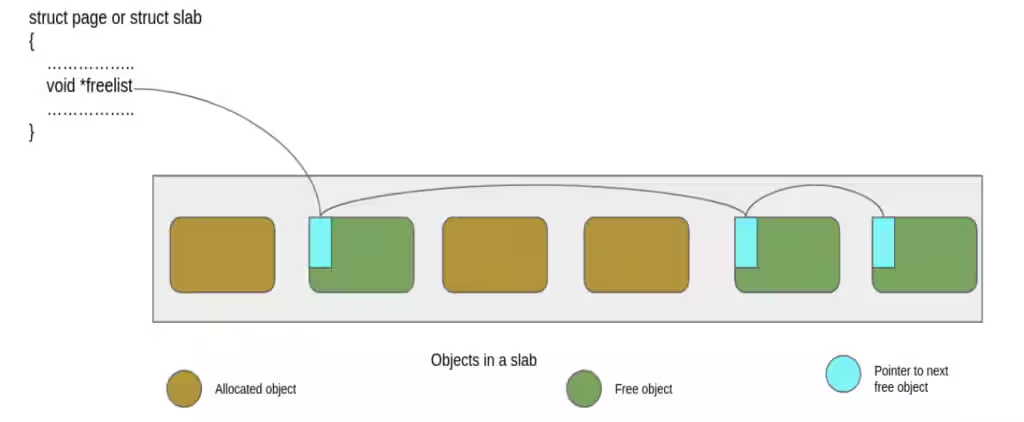 struct page or struct slab
{
……………..
void *freelist
……………..
}
Objects in a slab
Allocated object
Free object
Pointer to next
free object